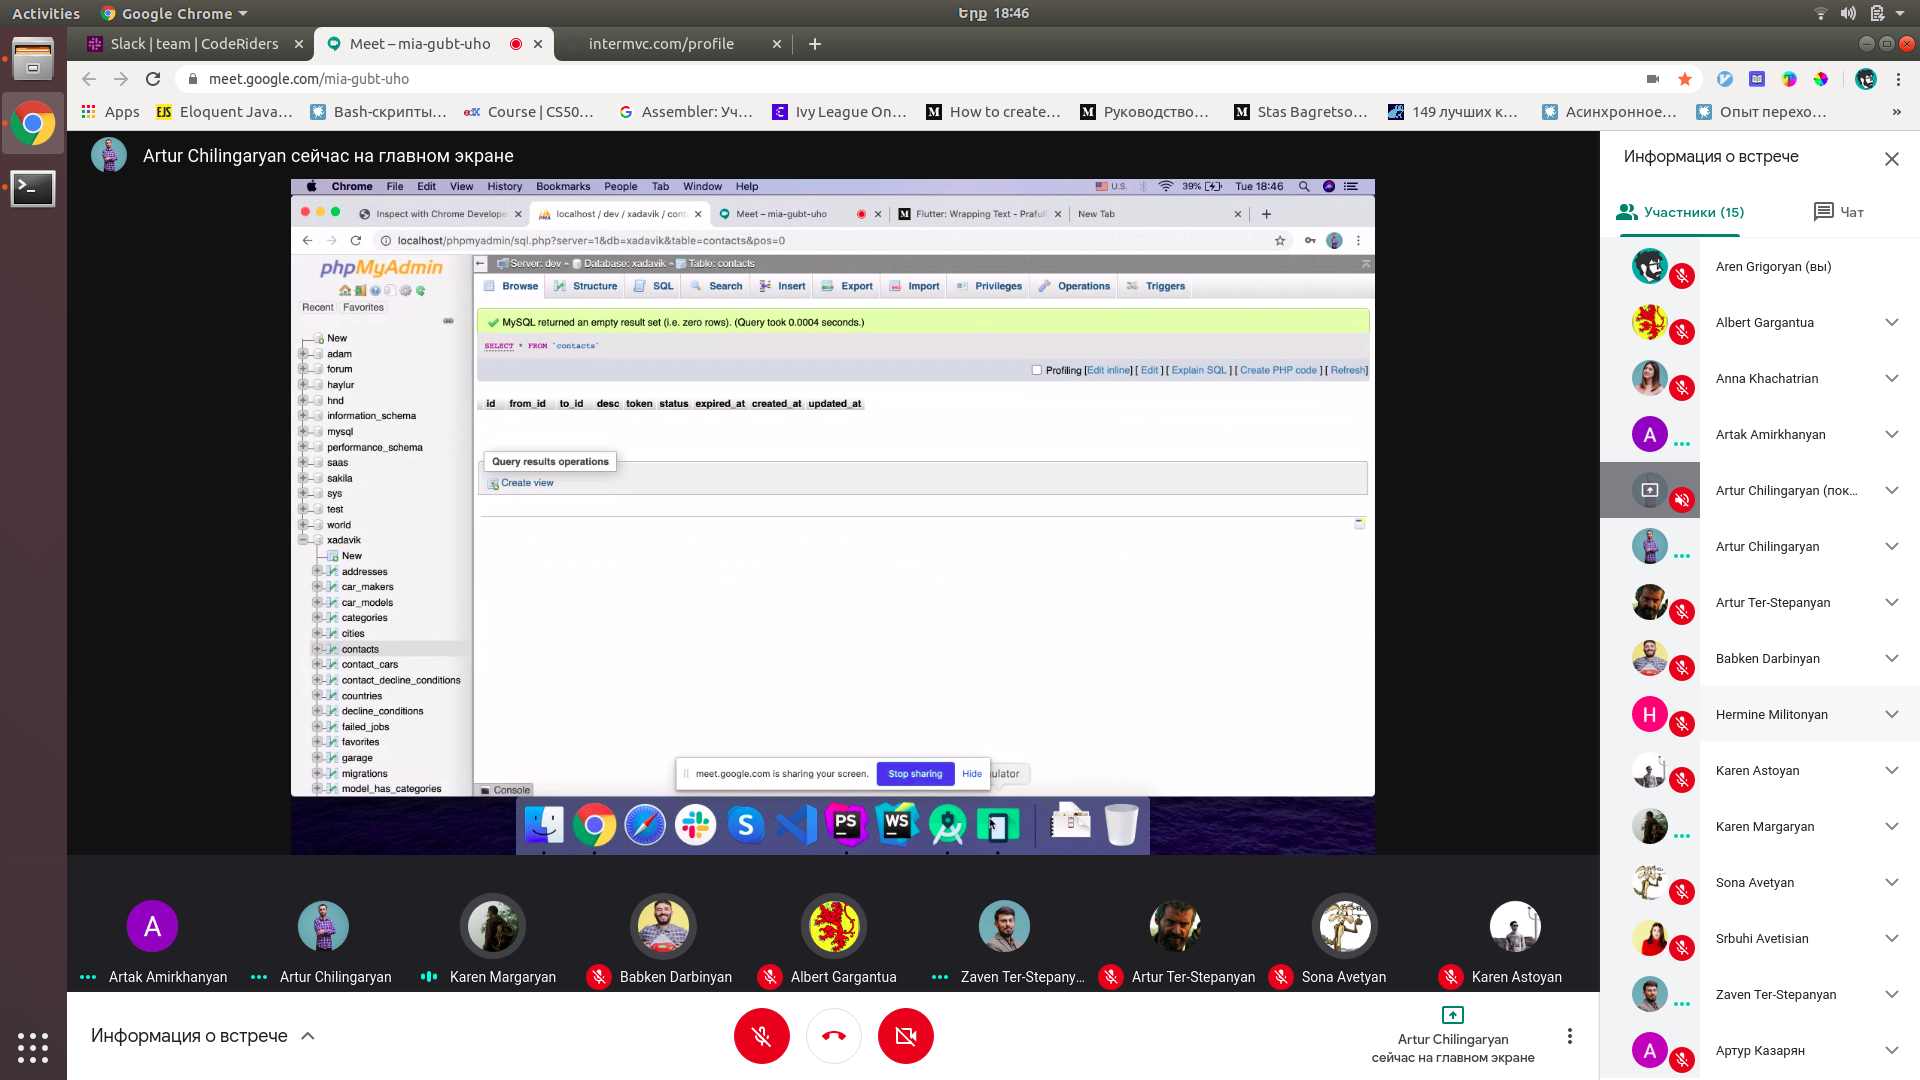 Activities
Google Chrome
Երք 18:46
Slack | team | CodeRiders
Meet – mia-gubt-uho
intermvc.com/profile
meet.google.com/mia-gubt-uho
Apps
EJS
Eloquent Java…
Bash-скрипты…
edX
Course | CS50…
Assembler: Уч…
Ivy League On…
How to create…
Руководство…
Stas Bagretso…
149 лучших к…
Асинхронное…
Опыт перехо…
»
Artur Chilingaryan сейчас на главном экране
Chrome File Edit View History Bookmarks People Tab Window Help
U.S. 39% Tue 18:46
Inspect with Chrome Develope
localhost / dev / xadavik / cont
Meet – mia-gubt-uho
Flutter: Wrapping Text - Prafull
New Tab
localhost/phpmyadmin/sql.php?server=1&db=xadavik&table=contacts&pos=0
phpMyAdmin
Recent Favorites
New
adam
forum
haylur
hnd
information_schema
mysql
performance_schema
saas
sakila
sys
test
world
xadavik
New
addresses
car_makers
car_models
categories
cities
contacts
contact_cars
contact_decline_conditions
countries
decline_conditions
failed_jobs
favorites
garage
migrations
model_has_categories
Server: dev » Database: xadavik » Table: contacts
Browse Structure SQL Search Insert Export Import Privileges Operations Triggers
MySQL returned an empty result set (i.e. zero rows). (Query took 0.0004 seconds.)
SELECT * FROM `contacts`
Profiling [Edit inline] [ Edit ] [ Explain SQL ] [ Create PHP code ] [ Refresh]
id from_id to_id desc token status expired_at created_at updated_at
Query results operations
Create view
meet.google.com is sharing your screen. Stop sharing Hide
ulator
Console
PS
WS
A
Artak Amirkhanyan
Artur Chilingaryan
Karen Margaryan
Babken Darbinyan
Albert Gargantua
Zaven Ter-Stepany…
Artur Ter-Stepanyan
Sona Avetyan
Karen Astoyan
Информация о встрече
Artur Chilingaryan
сейчас на главном экране
Информация о встрече
Участники (15)
Чат
Aren Grigoryan (вы)
Albert Gargantua
Anna Khachatrian
A
Artak Amirkhanyan
Artur Chilingaryan (пок…
Artur Chilingaryan
Artur Ter-Stepanyan
Babken Darbinyan
H
Hermine Militonyan
Karen Astoyan
Karen Margaryan
Sona Avetyan
Srbuhi Avetisian
Zaven Ter-Stepanyan
A
Артур Казарян